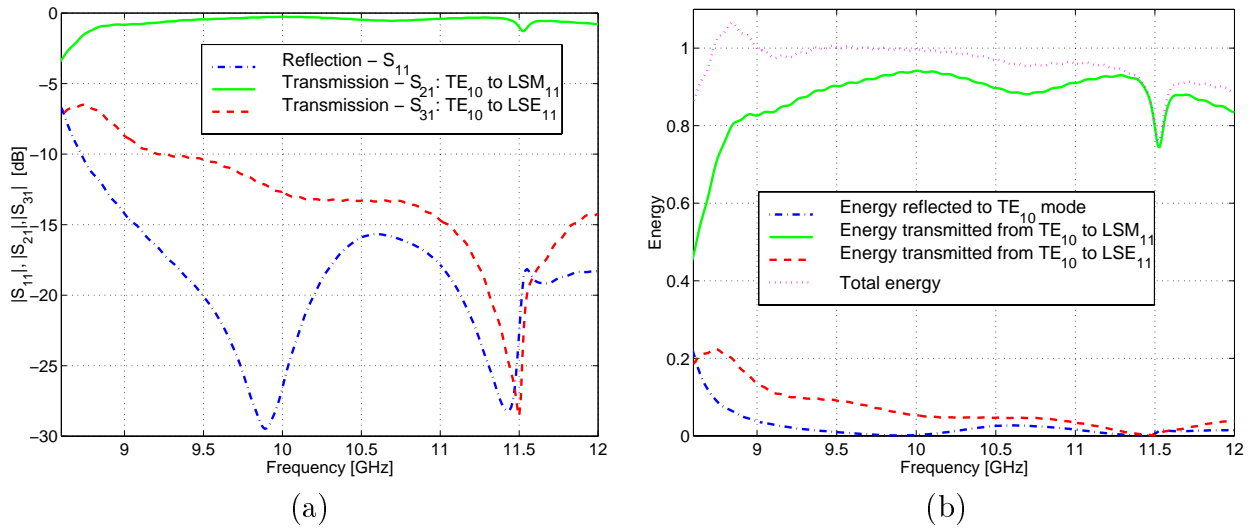 0
−5
−10
−15
−20
−25
−30
|S11|, |S21|,|S31| [dB]
Reflection − S11
Transmission − S21: TE10 to LSM11
Transmission − S31: TE10 to LSE11
9 9.5 10 10.5 11 11.5 12
Frequency [GHz]
(a)
1
0.8
0.6
0.4
0.2
0
Energy
Energy reflected to TE10 mode
Energy transmitted from TE10 to LSM11
Energy transmitted from TE10 to LSE11
Total energy
9 9.5 10 10.5 11 11.5 12
Frequency [GHz]
(b)